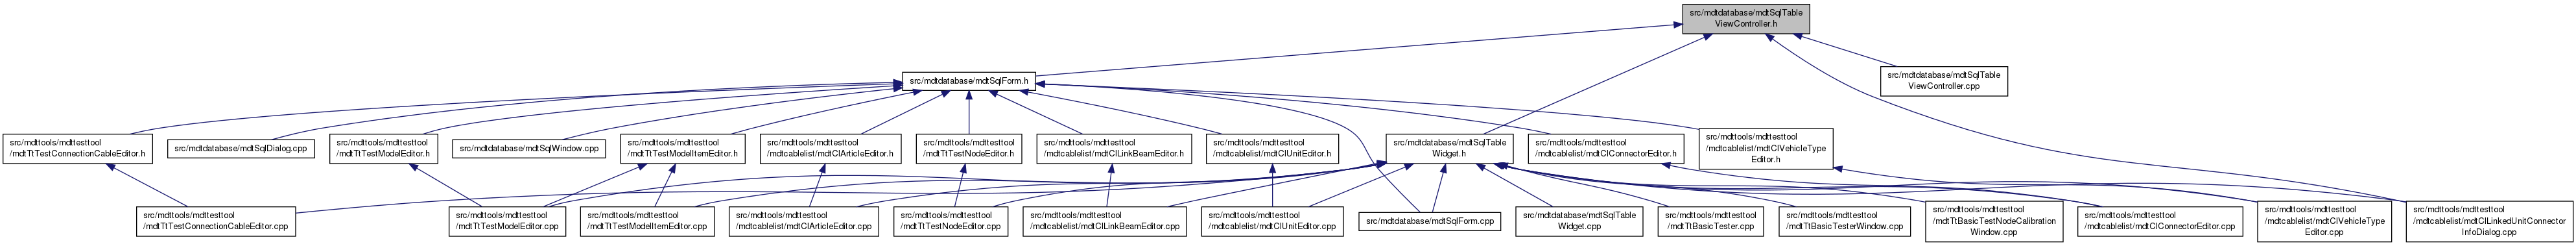 src/mdtdatabase/mdtSqlTable
ViewController.h
src/mdtdatabase/mdtSqlForm.h
src/mdtdatabase/mdtSqlTable
ViewController.cpp
src/mdttools/mdttesttool
/mdtTtTestConnectionCableEditor.h
src/mdtdatabase/mdtSqlDialog.cpp
src/mdttools/mdttesttool
/mdtTtTestModelEditor.h
src/mdtdatabase/mdtSqlWindow.cpp
src/mdttools/mdttesttool
/mdtTtTestModelItemEditor.h
src/mdttools/mdttesttool
/mdtcablelist/mdtClArticleEditor.h
src/mdttools/mdttesttool
/mdtTtTestNodeEditor.h
src/mdttools/mdttesttool
/mdtcablelist/mdtClLinkBeamEditor.h
src/mdttools/mdttesttool
/mdtcablelist/mdtClUnitEditor.h
src/mdtdatabase/mdtSqlTable
Widget.h
src/mdttools/mdttesttool
/mdtcablelist/mdtClConnectorEditor.h
src/mdttools/mdttesttool
/mdtcablelist/mdtClVehicleType
Editor.h
src/mdttools/mdttesttool
/mdtTtTestConnectionCableEditor.cpp
src/mdttools/mdttesttool
/mdtTtTestModelEditor.cpp
src/mdttools/mdttesttool
/mdtTtTestModelItemEditor.cpp
src/mdttools/mdttesttool
/mdtcablelist/mdtClArticleEditor.cpp
src/mdttools/mdttesttool
/mdtTtTestNodeEditor.cpp
src/mdttools/mdttesttool
/mdtcablelist/mdtClLinkBeamEditor.cpp
src/mdttools/mdttesttool
/mdtcablelist/mdtClUnitEditor.cpp
src/mdtdatabase/mdtSqlForm.cpp
src/mdtdatabase/mdtSqlTable
Widget.cpp
src/mdttools/mdttesttool
/mdtTtBasicTester.cpp
src/mdttools/mdttesttool
/mdtTtBasicTesterWindow.cpp
src/mdttools/mdttesttool
/mdtTtBasicTestNodeCalibration
Window.cpp
src/mdttools/mdttesttool
/mdtcablelist/mdtClConnectorEditor.cpp
src/mdttools/mdttesttool
/mdtcablelist/mdtClVehicleType
Editor.cpp
src/mdttools/mdttesttool
/mdtcablelist/mdtClLinkedUnitConnector
InfoDialog.cpp